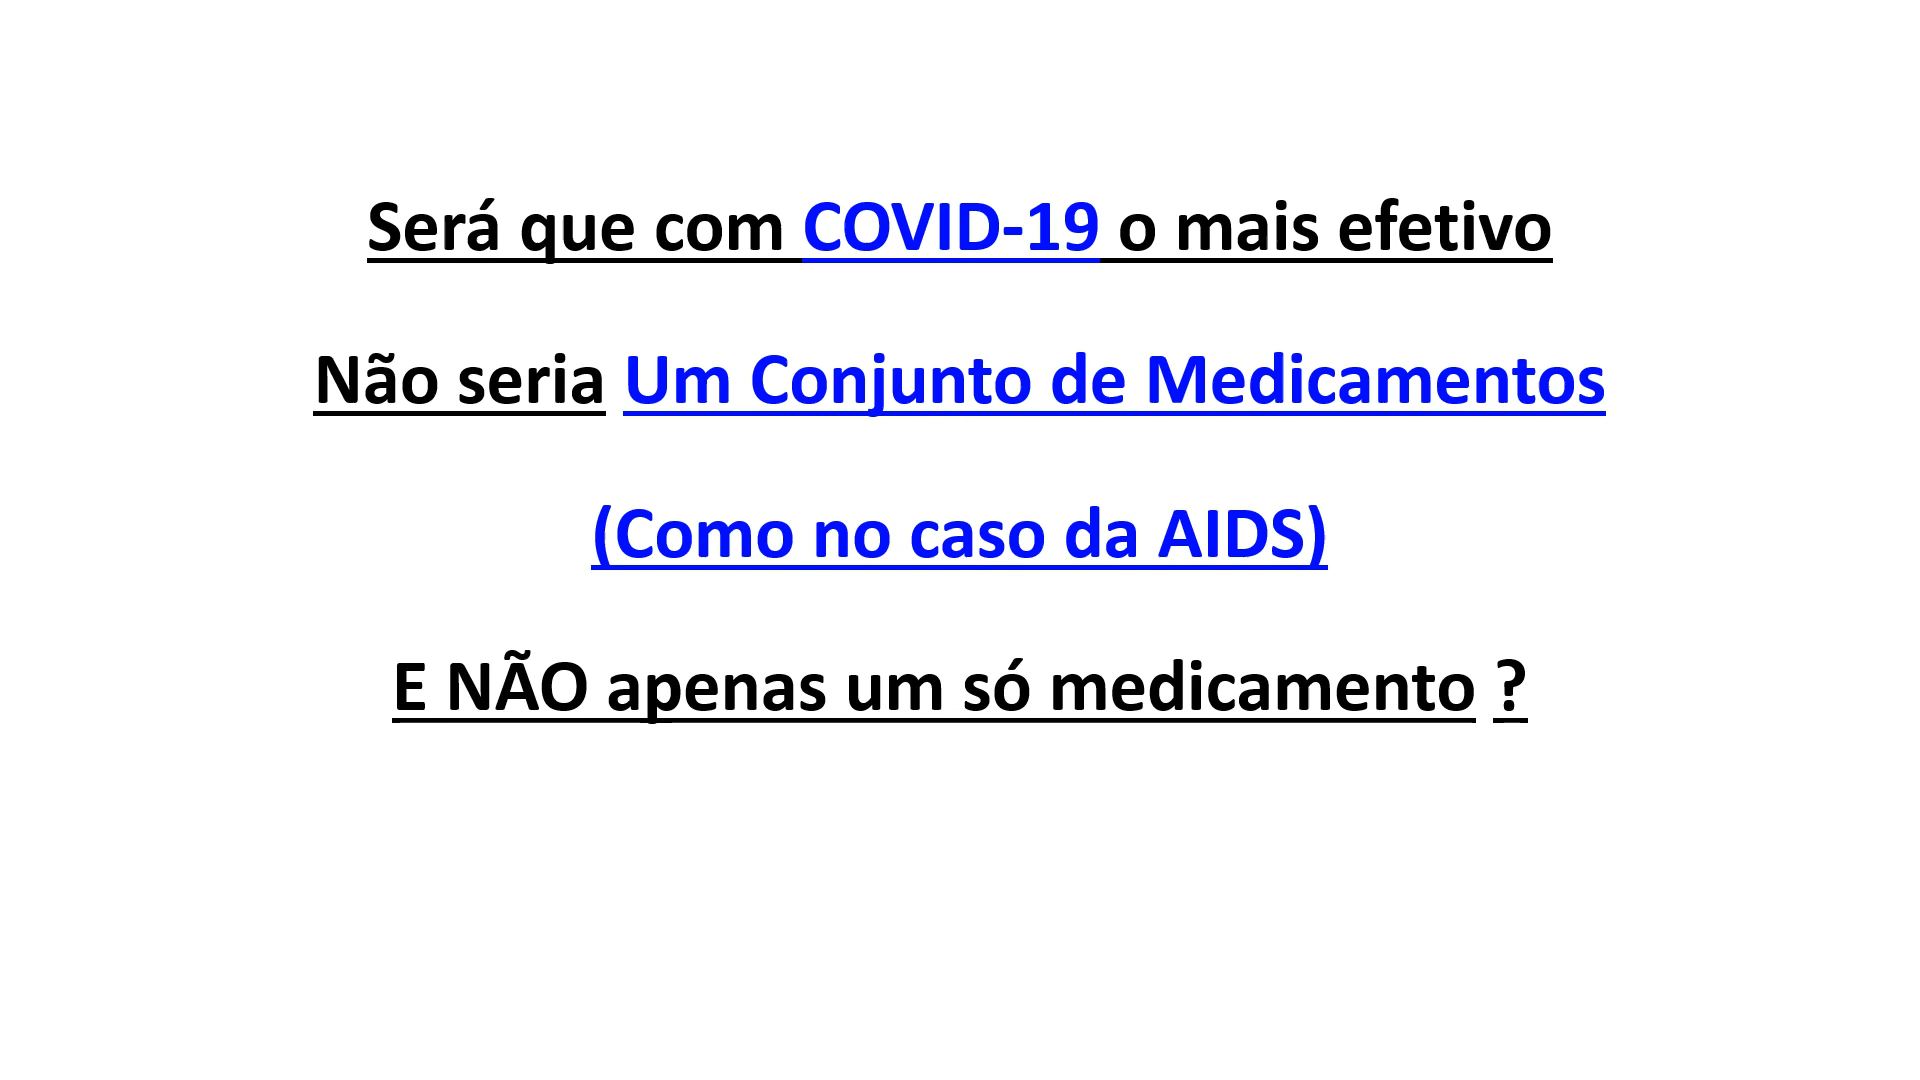 Será que com COVID-19 o mais efetivo
Não seria Um Conjunto de Medicamentos
(Como no caso da AIDS)
E NÃO apenas um só medicamento ?